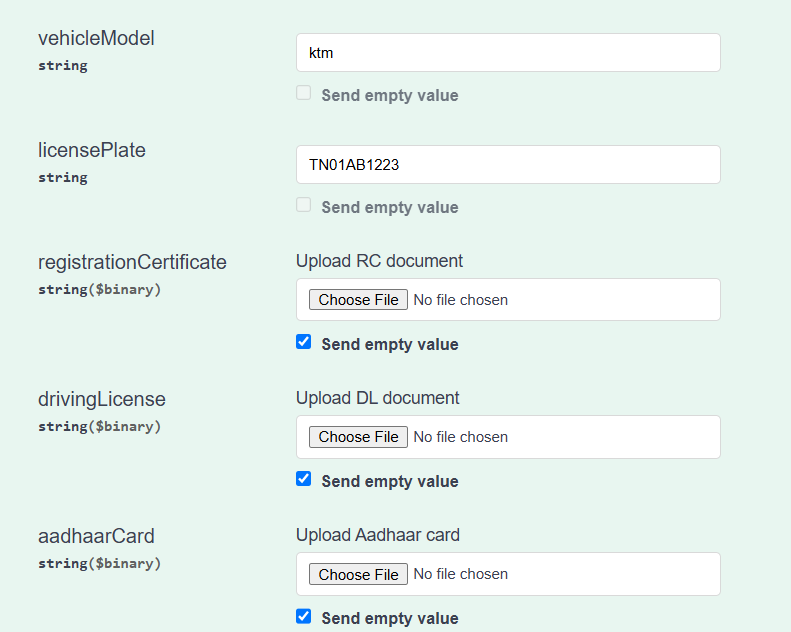 vehicleModel
string
ktm
Send empty value
licensePlate
string
TN01AB1223
Send empty value
registrationCertificate
string($binary)
Upload RC document
Choose File No file chosen
Send empty value
drivingLicense
string($binary)
Upload DL document
Choose File No file chosen
Send empty value
aadhaarCard
string($binary)
Upload Aadhaar card
Choose File No file chosen
Send empty value